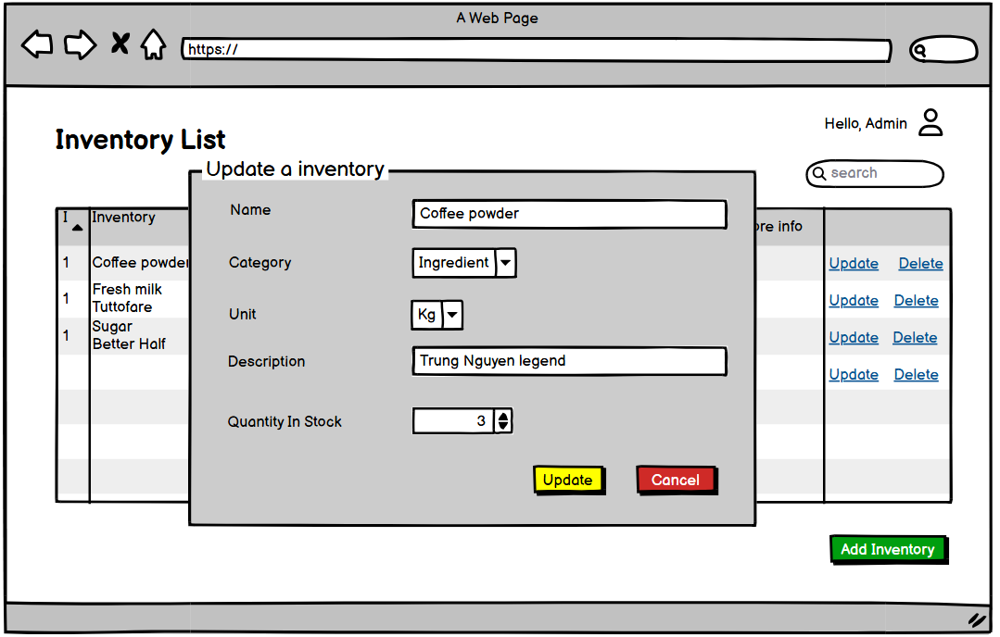 A Web Page
https://
Hello, Admin
Inventory List
search
Update a inventory
Name
Coffee powder
Category
Ingredient
Unit
Kg
Description
Trung Nguyen legend
Quantity In Stock
3
Update
Cancel
I
Inventory
info
1
Coffee powder
Update
Delete
1
Fresh milk
Tuttofare
Update
Delete
1
Sugar
Better Half
Update
Delete
Update
Delete
Add Inventory